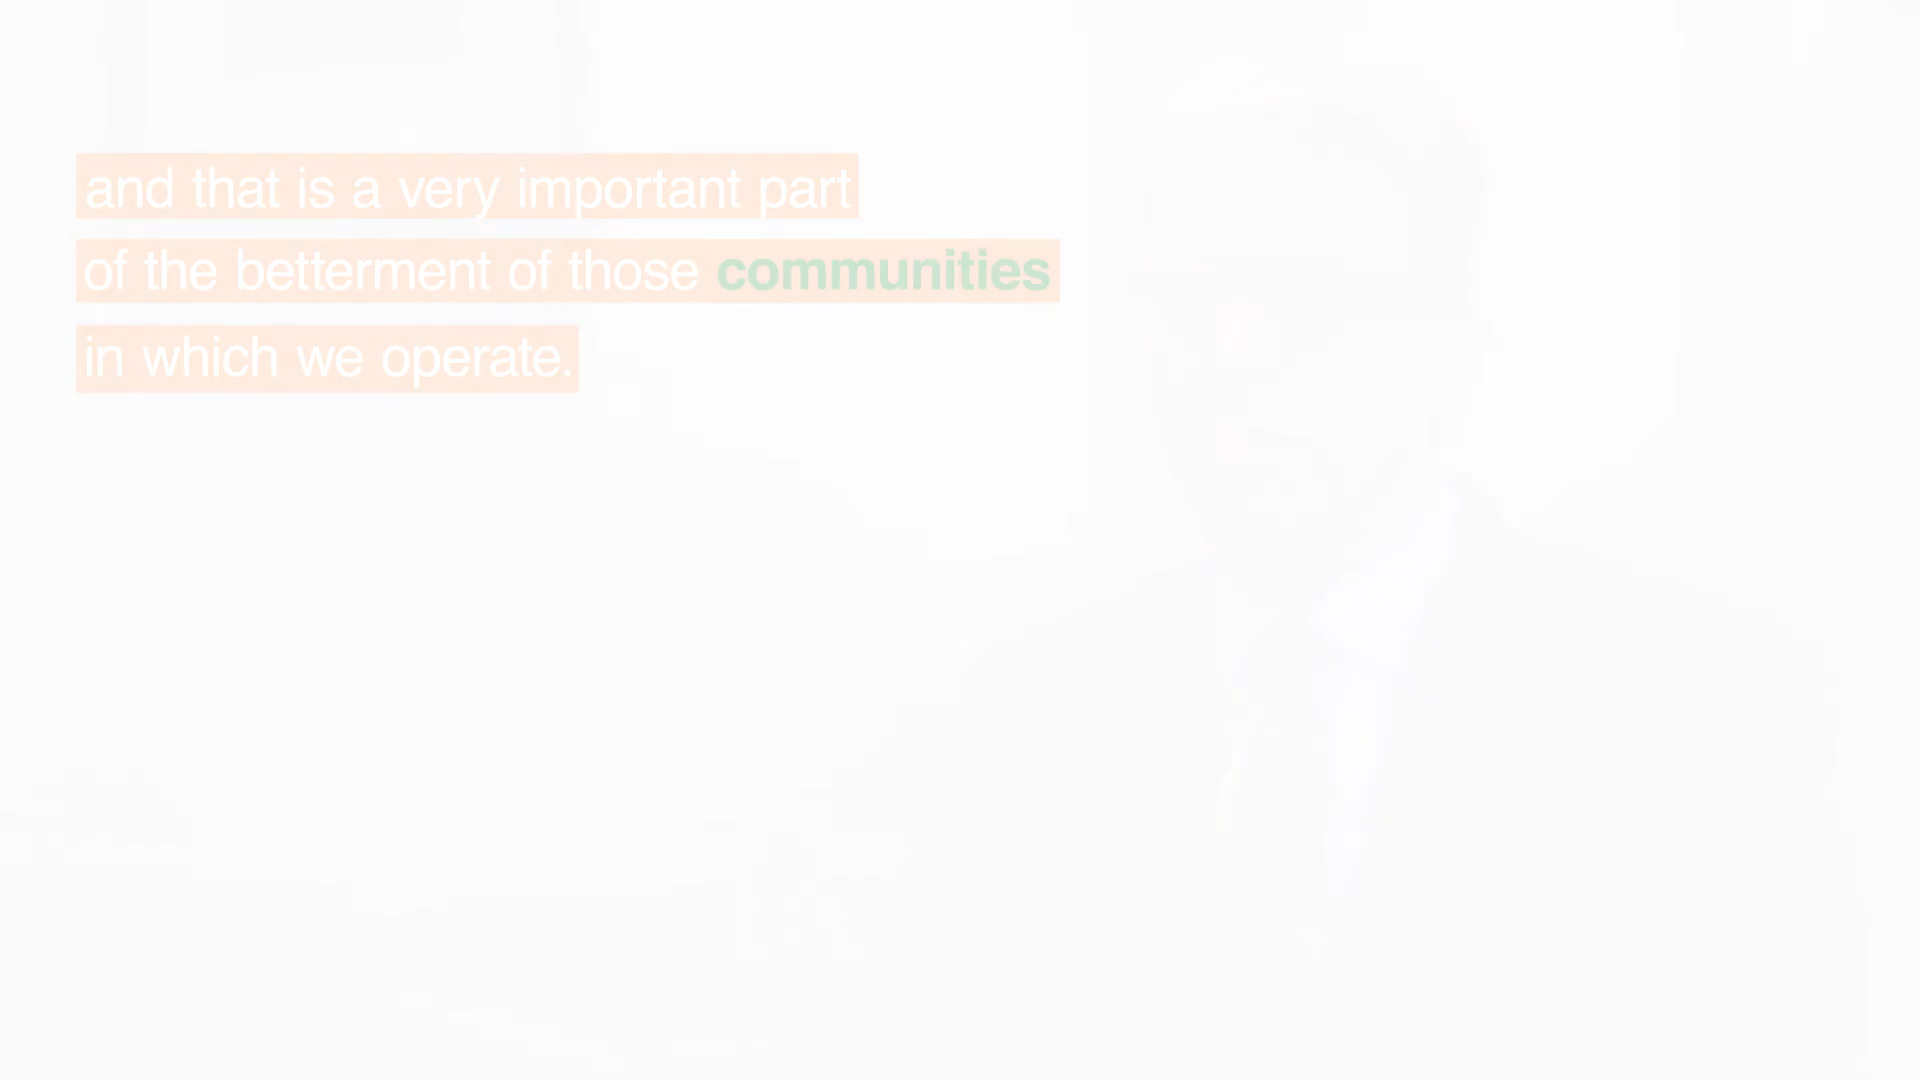 and that is a very important part
of the betterment of those communities
in which we operate.